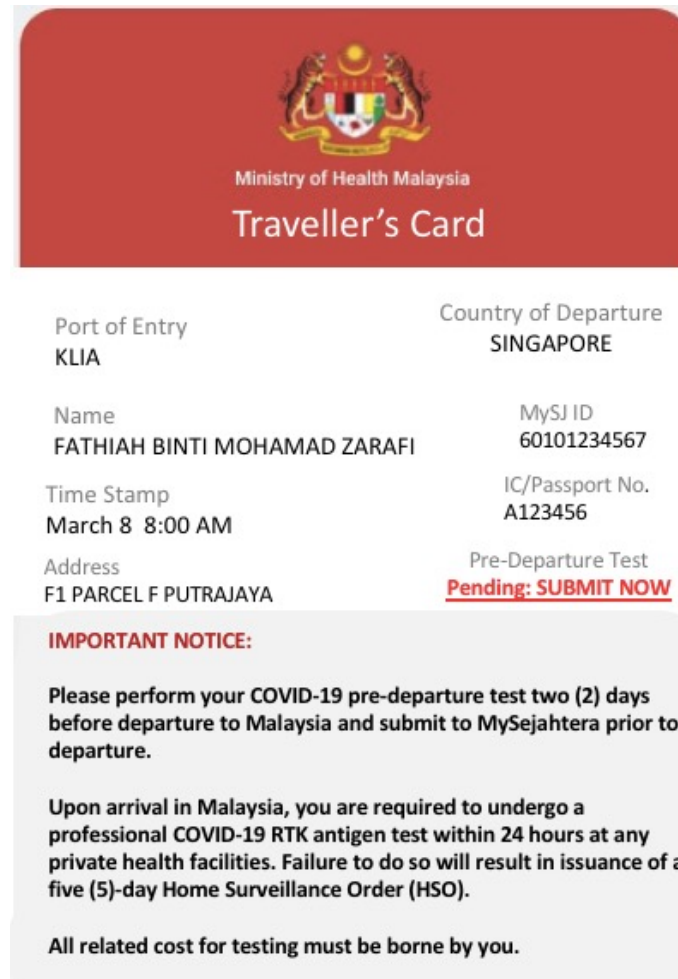 Ministry of Health Malaysia
Traveller's Card
Port of Entry
KLIA
Country of Departure
SINGAPORE
Name
FATHIAH BINTI MOHAMAD ZARAFI
MySJ ID
60101234567
Time Stamp
March 8 8:00 AM
IC/Passport No.
A123456
Address
F1 PARCEL F PUTRAJAYA
Pre-Departure Test
Pending: SUBMIT NOW
IMPORTANT NOTICE:
Please perform your COVID-19 pre-departure test two (2) days
before departure to Malaysia and submit to MySejahtera prior to
departure.
Upon arrival in Malaysia, you are required to undergo a
professional COVID-19 RTK antigen test within 24 hours at any
private health facilities. Failure to do so will result in issuance of a
five (5)-day Home Surveillance Order (HSO).
All related cost for testing must be borne by you.